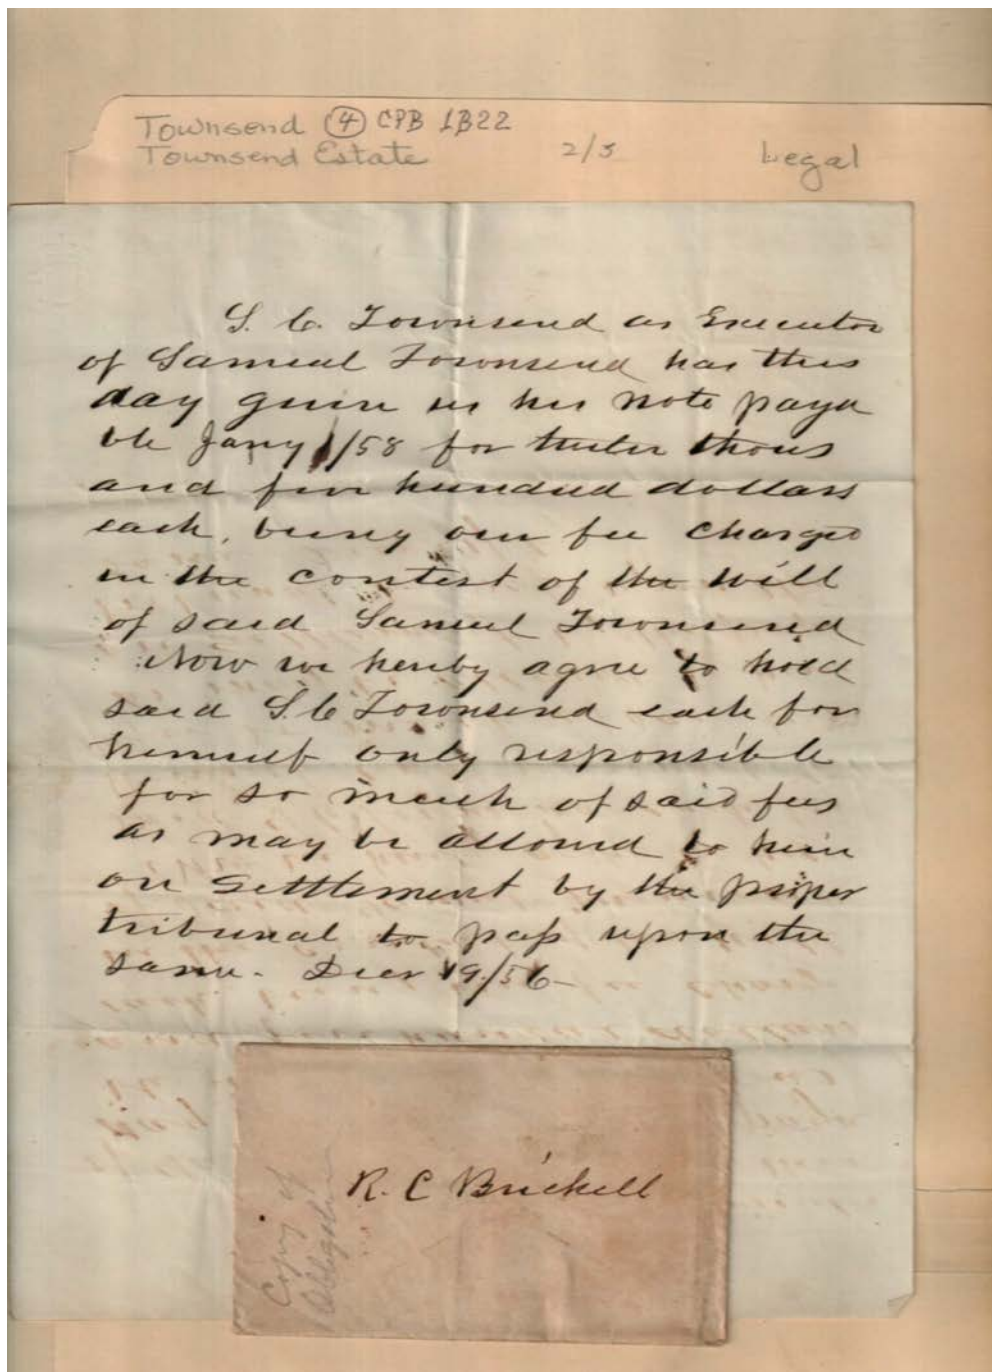 Townsend 4 CPB 1B22
Townsend Estate 2/3 Legal
S. C. Townsend as Executor
of Samuel Townsend has this
day given us his note paya
ble Jany 1/58 for twelve thous
and five hundred dollars
each, being our fee charged
in the contest of the will
of said Samuel Townsend
Now we hereby agree to hold
said S. C Townsend each for
himself only responsible
for so much of said fees
as may be allowed to him
on settlement by the proper
tribunal to pass upon the
same. Decr 19/56
R. C Brickell
Copy of
Obligation